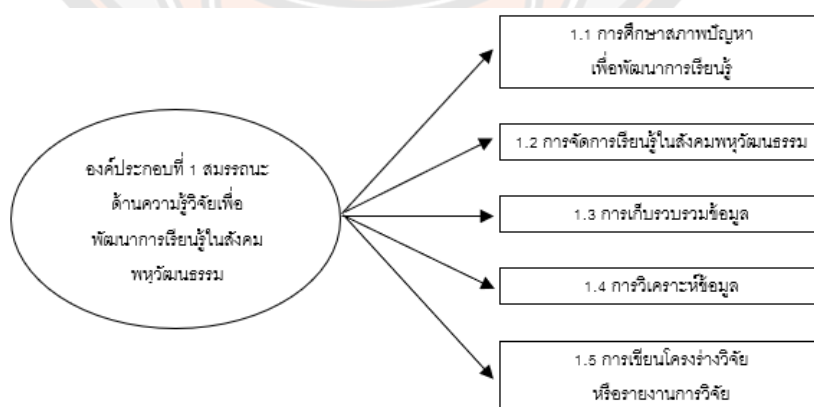 องค์ประกอบที่ 1 สมรรถนะ
ด้านความรู้วิจัยเพื่อ
พัฒนาการเรียนรู้ในสังคม
พหุวัฒนธรรม
1.1 การศึกษาสภาพปัญหา
เพื่อพัฒนาการเรียนรู้
1.2 การจัดการเรียนรู้ในสังคมพหุวัฒนธรรม
1.3 การเก็บรวบรวมข้อมูล
1.4 การวิเคราะห์ข้อมูล
1.5 การเขียนโครงร่างวิจัย
หรือรายงานการวิจัย